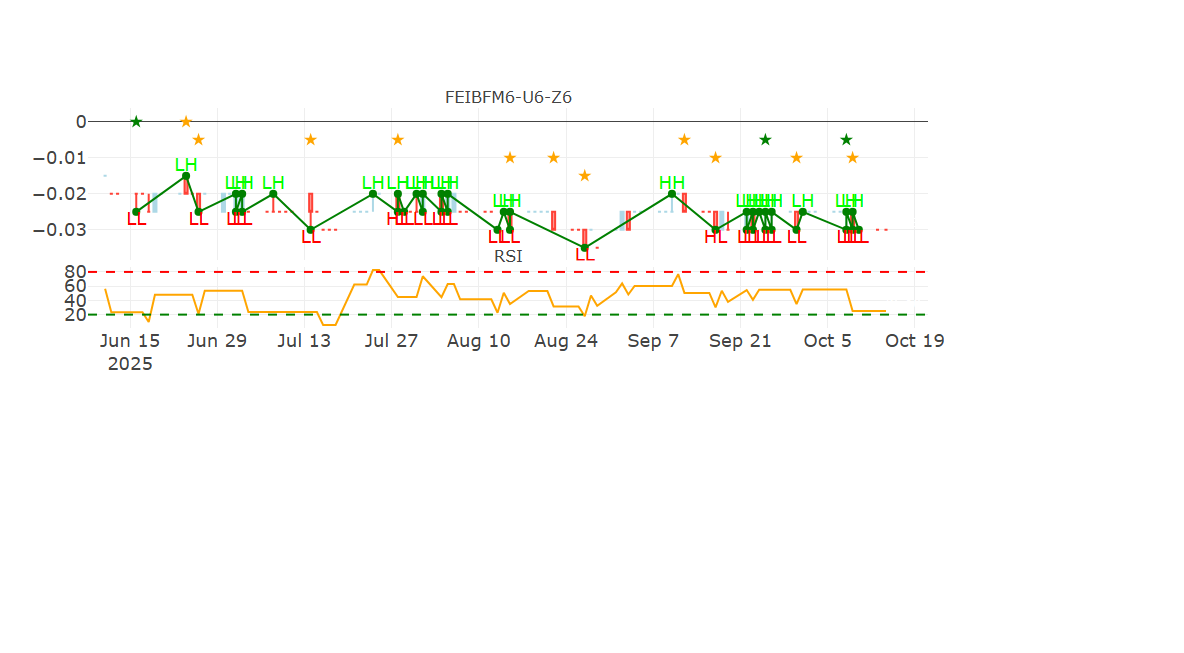 FEIBFM6-U6-Z6
0
−0.01
−0.02
−0.03
LH
LH
LH
LH
LH
HH
LH
LL
LL
LL
LL
LL
HL
LL
RSI
80
60
40
20
Jun 15 Jun 29 Jul 13 Jul 27 Aug 10 Aug 24 Sep 7 Sep 21 Oct 5 Oct 19
2025